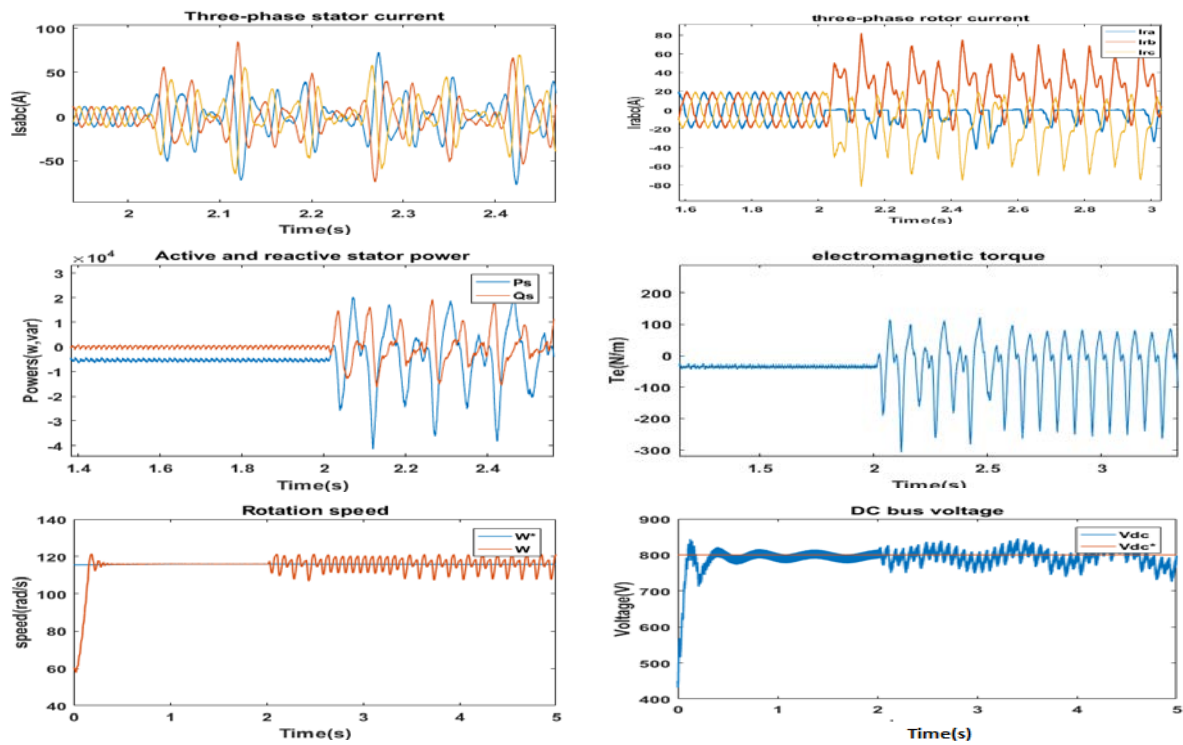 Three-phase stator current
100
50
0
-50
Isabc(A)
2
2.1
2.2
2.3
2.4
Time(s)
three-phase rotor current
80
60
40
20
0
-20
-40
-60
-80
Irabc(A)
Ira
Irb
Irc
1.6
1.8
2
2.2
2.4
2.6
2.8
3
Time(s)
Active and reactive stator power
×10⁴
3
2
1
0
-1
-2
-3
-4
Powers(w,var)
Ps
Qs
1.4
1.6
1.8
2
2.2
2.4
Time(s)
electromagnetic torque
200
100
0
-100
-200
-300
Te(N/m)
1.5
2
2.5
3
Time(s)
Rotation speed
140
120
100
80
60
40
speed(rad/s)
W*
W
0
1
2
3
4
5
Time(s)
DC bus voltage
900
800
700
600
500
400
Voltage(V)
Vdc
Vdc*
0
1
2
3
4
5
Time(s)